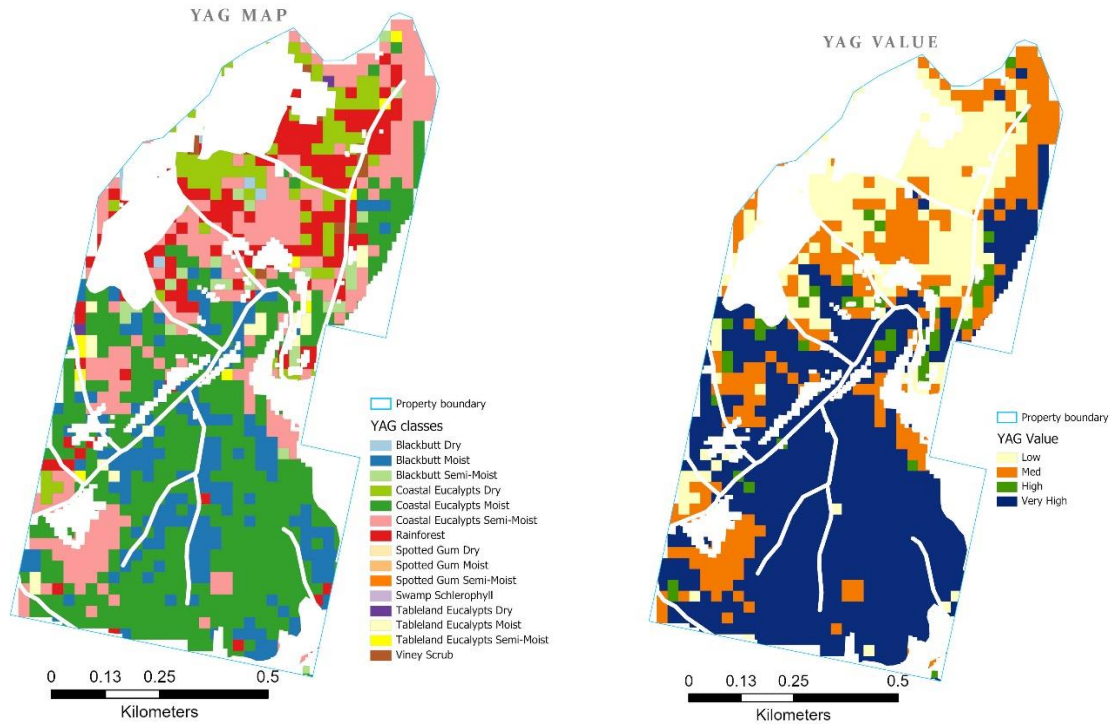 YAG MAP
Property boundary
YAG classes
Blackbutt Dry
Blackbutt Moist
Blackbutt Semi-Moist
Coastal Eucalypts Dry
Coastal Eucalypts Moist
Coastal Eucalypts Semi-Moist
Rainforest
Spotted Gum Dry
Spotted Gum Moist
Spotted Gum Semi-Moist
Swamp Schlerophyll
Tableland Eucalypts Dry
Tableland Eucalypts Moist
Tableland Eucalypts Semi-Moist
Viney Scrub
0 0.13 0.25 0.5
Kilometers
YAG VALUE
Property boundary
YAG Value
Low
Med
High
Very High
0 0.13 0.25 0.5
Kilometers